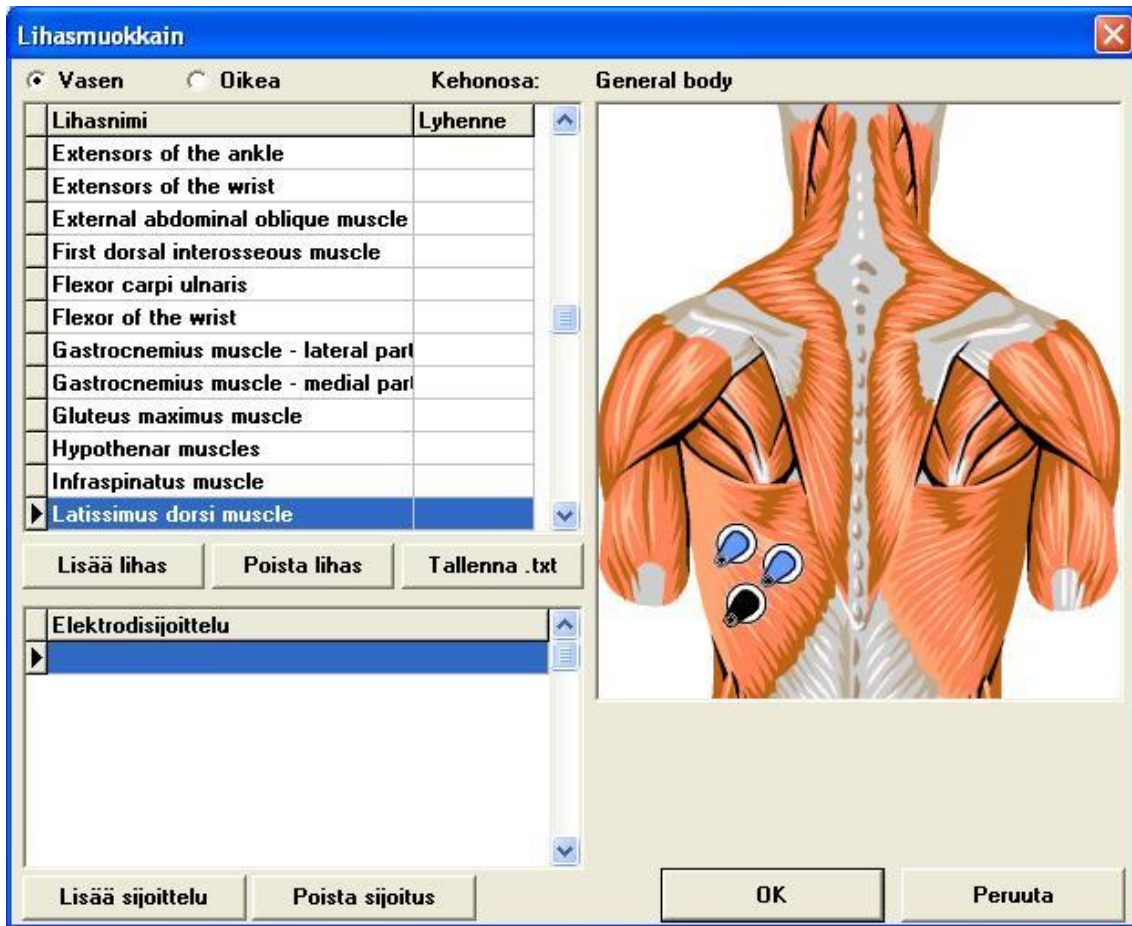 Lihasmuokkain
Vasen Oikea Kehonosa: General body
Lihasnimi Lyhenne
Extensors of the ankle
Extensors of the wrist
External abdominal oblique muscle
First dorsal interosseous muscle
Flexor carpi ulnaris
Flexor of the wrist
Gastrocnemius muscle - lateral part
Gastrocnemius muscle - medial part
Gluteus maximus muscle
Hypothenar muscles
Infraspinatus muscle
Latissimus dorsi muscle
Lisää lihas Poista lihas Tallenna .txt
Elektrodisijoittelu
Lisää sijoittelu Poista sijoitus OK Peruuta